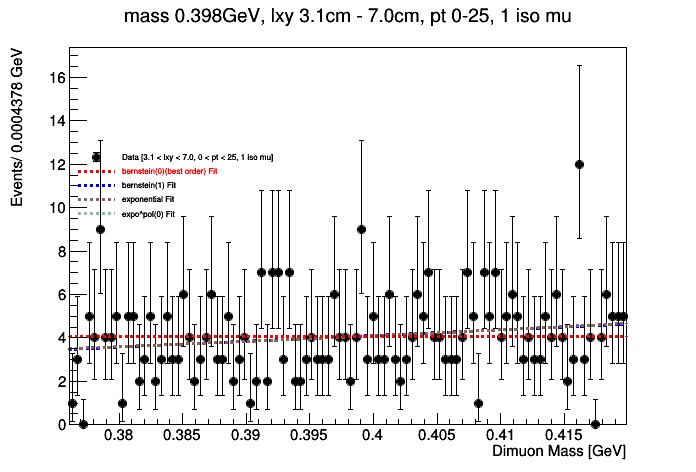 mass 0.398GeV, lxy 3.1cm - 7.0cm, pt 0-25, 1 iso mu
Events/ 0.0004378 GeV
16
14
12
10
8
6
4
2
0
Data [3.1 < lxy < 7.0, 0 < pt < 25, 1 iso mu]
bernstein(0)(best order) Fit
bernstein(1) Fit
exponential Fit
expo^pol(0) Fit
0.38 0.385 0.39 0.395 0.4 0.405 0.41 0.415
Dimuon Mass [GeV]